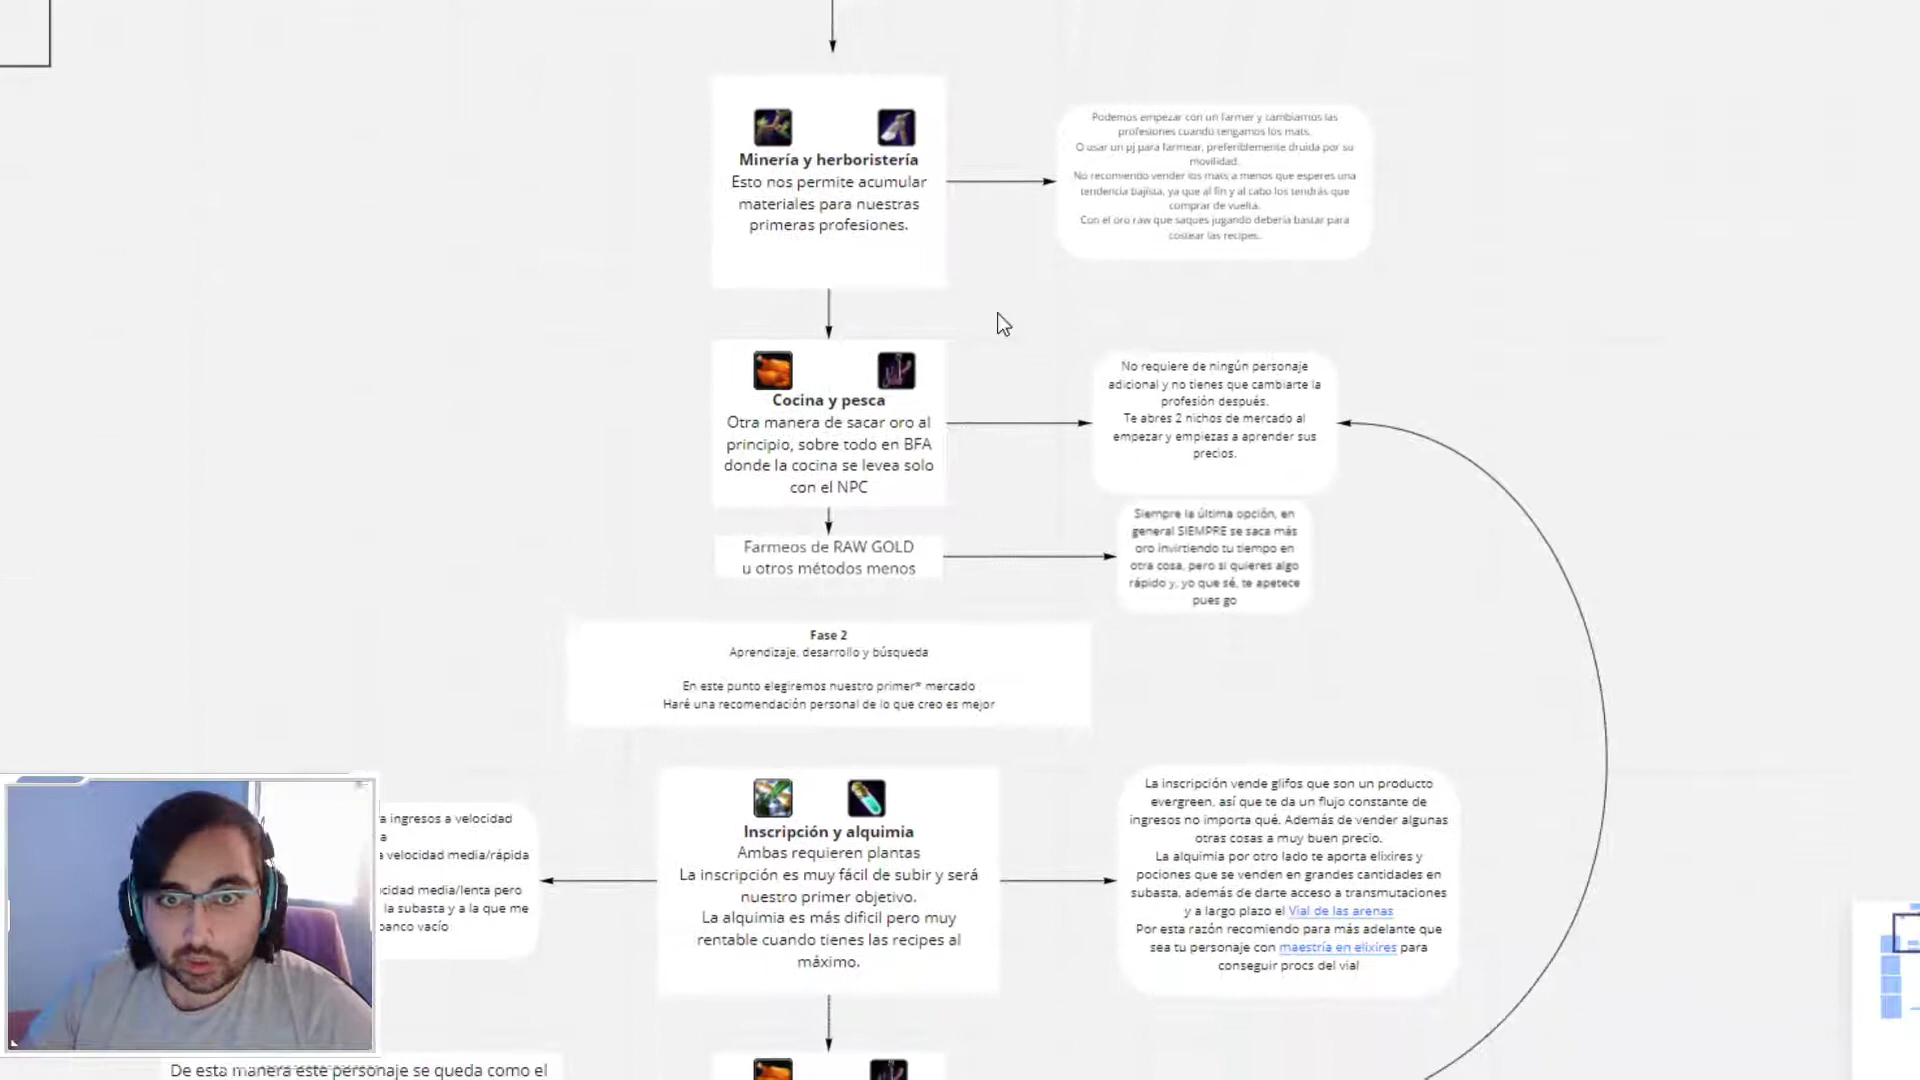 Minería y herboristería
Esto nos permite acumular
materiales para nuestras
primeras profesiones.
Podemos empezar con un farmer y cambiarnos las
profesiones cuando tengamos los mats.
O usar un pj para farmear, preferiblemente druida por su
movilidad.
No recomiendo vender los mats a menos que esperes una
tendencia bajista, ya que al fin y al cabo los tendrás que
comprar de vuelta.
Con el oro raw que saques jugando debería bastar para
costear las recipes.
Cocina y pesca
Otra manera de sacar oro al
principio, sobre todo en BFA
donde la cocina se levea solo
con el NPC
No requiere de ningún personaje
adicional y no tienes que cambiarte la
profesión después.
Te abres 2 nichos de mercado al
empezar y empiezas a aprender sus
precios.
Farmeos de RAW GOLD
u otros métodos menos
Siempre la última opción, en
general SIEMPRE se saca más
oro invirtiendo tu tiempo en
otra cosa, pero si quieres algo
rápido y, yo que sé, te apetece
pues go
Fase 2
Aprendizaje, desarrollo y búsqueda
En este punto elegiremos nuestro primer* mercado
Haré una recomendación personal de lo que creo es mejor
a ingresos a velocidad
a
a velocidad media/rápida
cidad media/lenta pero
la subasta y a la que me
banco vacío
Inscripción y alquimia
Ambas requieren plantas
La inscripción es muy fácil de subir y será
nuestro primer objetivo.
La alquimia es más dificil pero muy
rentable cuando tienes las recipes al
máximo.
La inscripción vende glifos que son un producto
evergreen, así que te da un flujo constante de
ingresos no importa qué. Además de vender algunas
otras cosas a muy buen precio.
La alquimia por otro lado te aporta elixires y
pociones que se venden en grandes cantidades en
subasta, además de darte acceso a transmutaciones
y a largo plazo el Vial de las arenas
Por esta razón recomiendo para más adelante que
sea tu personaje con maestría en elixires para
conseguir procs del vial
De esta manera este personaje se queda como el